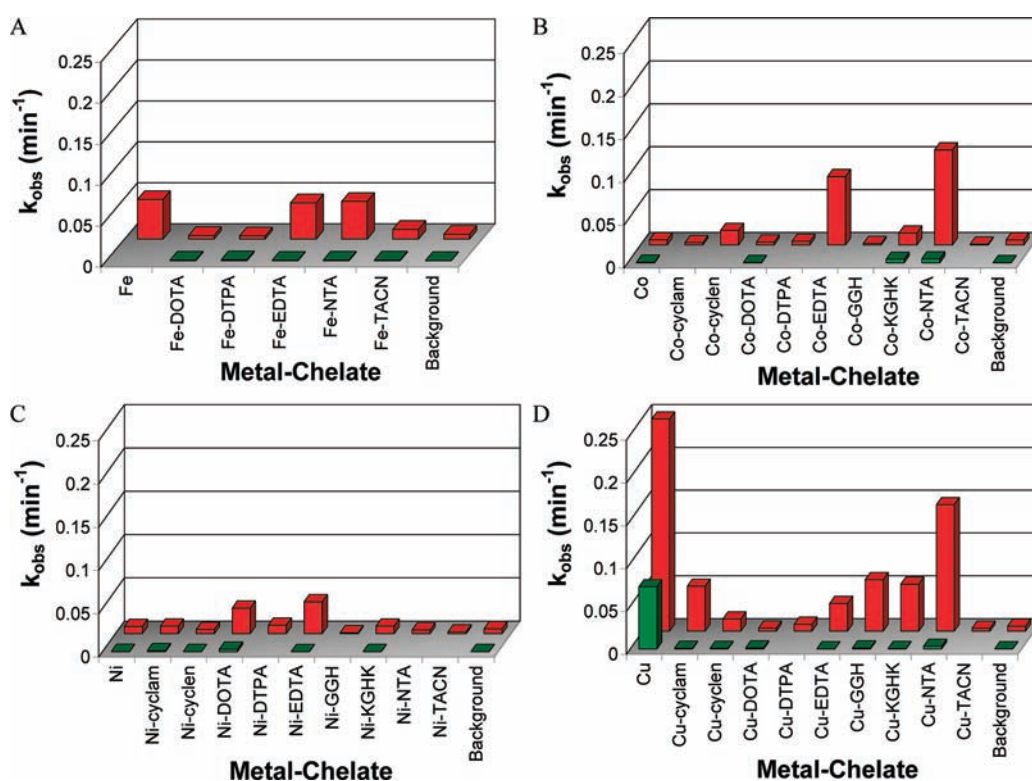 A
0.25
0.2
0.15
0.1
0.05
0
k_obs (min⁻¹)
Fe
Fe-DOTA
Fe-DTPA
Fe-EDTA
Fe-NTA
Fe-TACN
Background
Metal-Chelate
B
0.25
0.2
0.15
0.1
0.05
0
k_obs (min⁻¹)
Co
Co-cyclam
Co-cyclen
Co-DOTA
Co-DTPA
Co-EDTA
Co-GGH
Co-KGHK
Co-NTA
Co-TACN
Background
Metal-Chelate
C
0.25
0.2
0.15
0.1
0.05
0
k_obs (min⁻¹)
Ni
Ni-cyclam
Ni-cyclen
Ni-DOTA
Ni-DTPA
Ni-EDTA
Ni-GGH
Ni-KGHK
Ni-NTA
Ni-TACN
Background
Metal-Chelate
D
0.25
0.2
0.15
0.1
0.05
0
k_obs (min⁻¹)
Cu
Cu-cyclam
Cu-cyclen
Cu-DOTA
Cu-DTPA
Cu-EDTA
Cu-GGH
Cu-KGHK
Cu-NTA
Cu-TACN
Background
Metal-Chelate